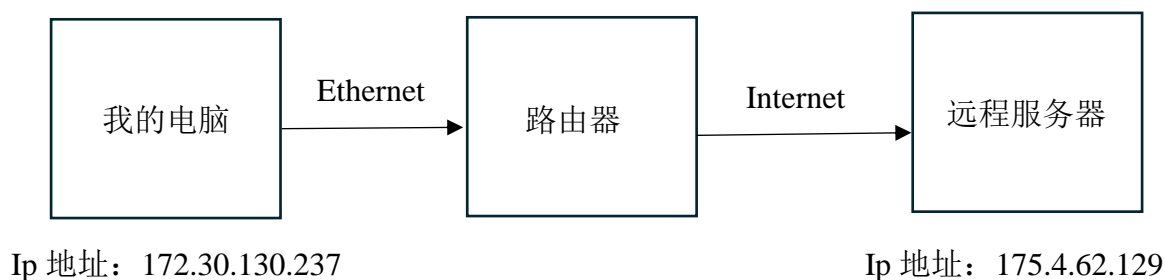 我的电脑
Ethernet
路由器
Internet
远程服务器
Ip 地址：172.30.130.237
Ip 地址：175.4.62.129